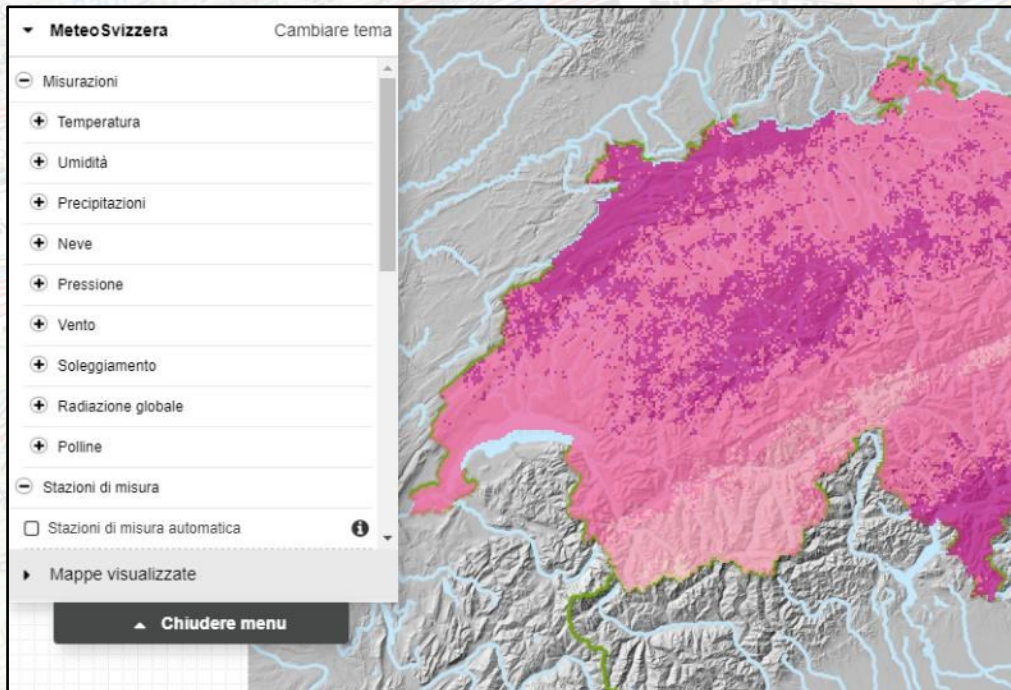 MeteoSvizzera Cambiare tema
Misurazioni
Temperatura
Umidità
Precipitazioni
Neve
Pressione
Vento
Soleggiamento
Radiazione globale
Polline
Stazioni di misura
Stazioni di misura automatica
Mappe visualizzate
Chiudere menu